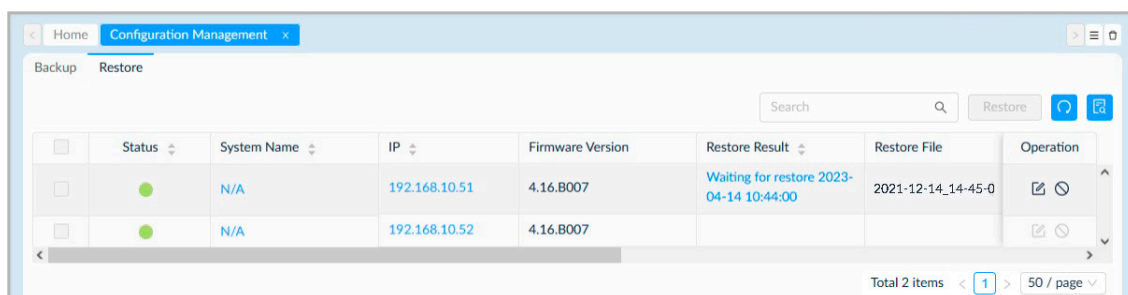 Home Configuration Management ×
Backup Restore
Search Restore
Status System Name IP Firmware Version Restore Result Restore File Operation
N/A 192.168.10.51 4.16.B007 Waiting for restore 2023-
04-14 10:44:00 2021-12-14_14-45-0
N/A 192.168.10.52 4.16.B007
Total 2 items < 1 > 50 / page